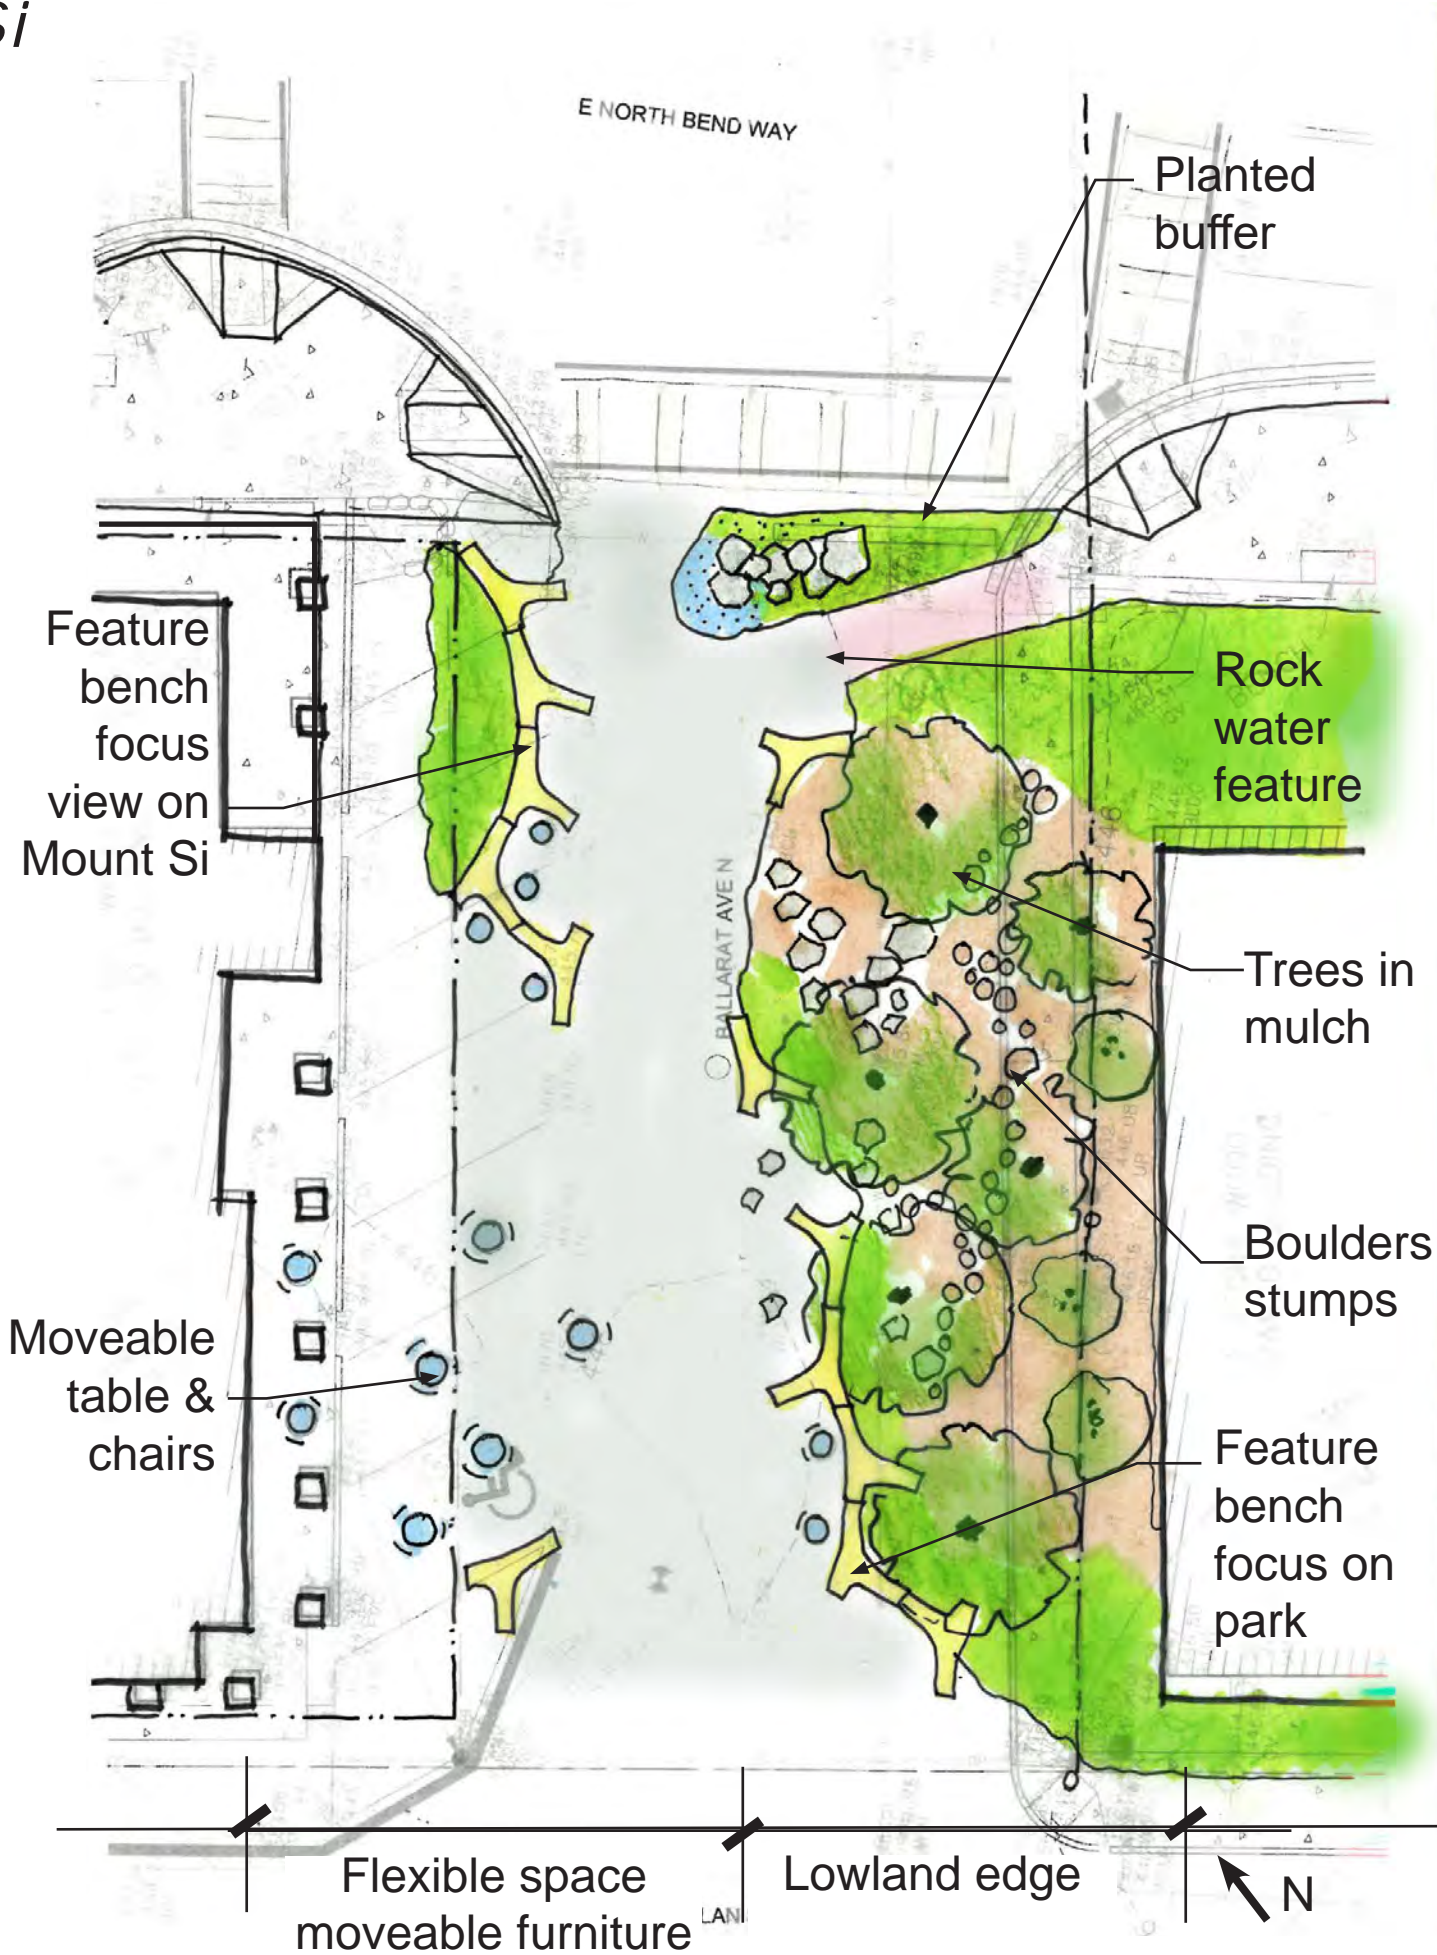 Si
E NORTH BEND WAY
Planted
buffer
Feature
bench
focus
view on
Mount Si
Rock
water
feature
BALLARAT AVE N
Trees in
mulch
Boulders
stumps
Moveable
table &
chairs
Feature
bench
focus on
park
Flexible space
moveable furniture
Lowland edge
LAN
N